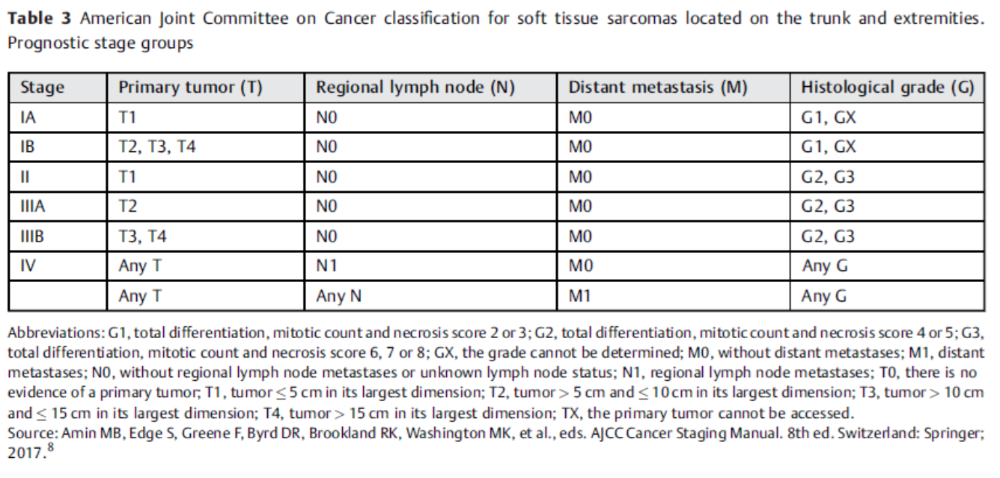 Table 3 American Joint Committee on Cancer classification for soft tissue sarcomas located on the trunk and extremities.
Prognostic stage groups
Stage Primary tumor (T) Regional lymph node (N) Distant metastasis (M) Histological grade (G)
IA T1 N0 M0 G1, GX
IB T2, T3, T4 N0 M0 G1, GX
II T1 N0 M0 G2, G3
IIIA T2 N0 M0 G2, G3
IIIB T3, T4 N0 M0 G2, G3
IV Any T N1 M0 Any G
Any T Any N M1 Any G
Abbreviations: G1, total differentiation, mitotic count and necrosis score 2 or 3; G2, total differentiation, mitotic count and necrosis score 4 or 5; G3,
total differentiation, mitotic count and necrosis score 6, 7 or 8; GX, the grade cannot be determined; M0, without distant metastases; M1, distant
metastases; N0, without regional lymph node metastases or unknown lymph node status; N1, regional lymph node metastases; T0, there is no
evidence of a primary tumor; T1, tumor ≤ 5 cm in its largest dimension; T2, tumor > 5 cm and ≤ 10 cm in its largest dimension; T3, tumor > 10 cm
and ≤ 15 cm in its largest dimension; T4, tumor > 15 cm in its largest dimension; TX, the primary tumor cannot be accessed.
Source: Amin MB, Edge S, Greene F, Byrd DR, Brookland RK, Washington MK, et al., eds. AJCC Cancer Staging Manual. 8th ed. Switzerland: Springer;
2017.8